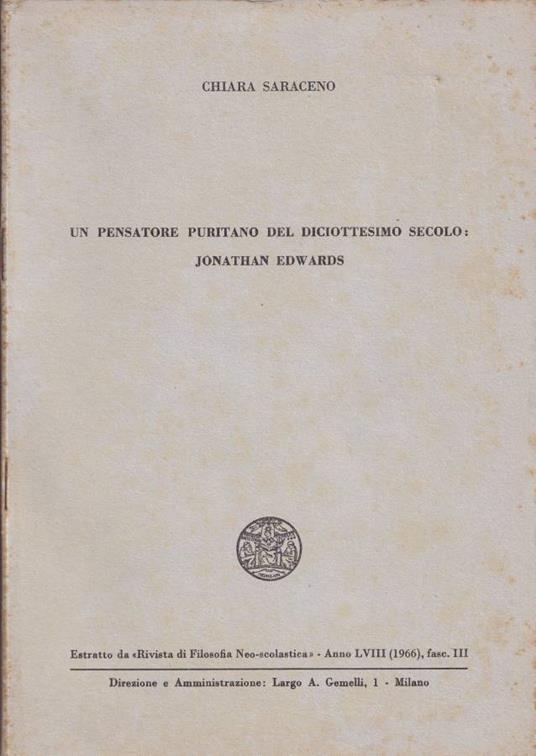 CHIARA SARACENO
UN PENSATORE PURITANO DEL DICIOTTESIMO SECOLO:
JONATHAN EDWARDS
Estratto da «Rivista di Filosofia Neo-scolastica» - Anno LVIII (1966), fasc. III
Direzione e Amministrazione: Largo A. Gemelli, 1 - Milano